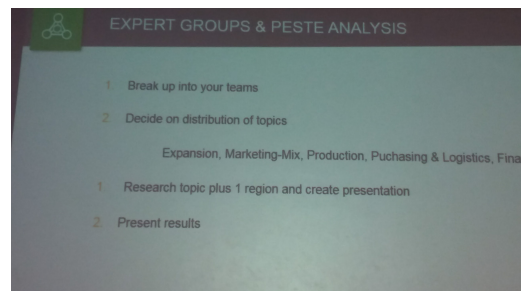 EXPERT GROUPS & PESTE ANALYSIS
1. Break up into your teams
2. Decide on distribution of topics
Expansion, Marketing-Mix, Production, Puchasing & Logistics, Fina
1. Research topic plus 1 region and create presentation
2. Present results